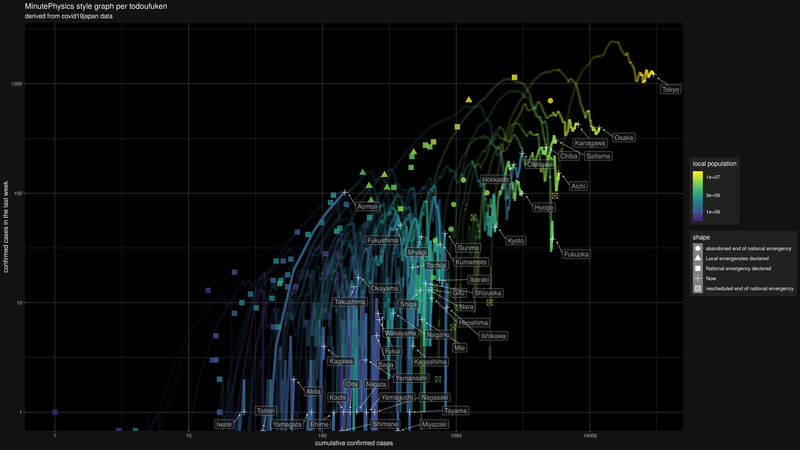 MinutePhysics style graph per todoufuken
derived from covid19japan data
confirmed cases in the last week
1000
100
10
1
Tokyo
Osaka
Kanagawa
Saitama
Chiba
Okinawa
Hokkaido
Aichi
Hyogo
Aomori
Fukushima
Kyoto
Fukuoka
Miyagi
Gunma
Kumamoto
Tochigi
Okayama
Ibaraki
Tokushima
Gifu
Shizuoka
Shiga
Nara
Hiroshima
Wakayama
Nagano
Ishikawa
Mie
Fukui
Kagawa
Saga
Kagoshima
Yamanashi
Akita
Oita
Niigata
Kochi
Yamaguchi
Nagasaki
Tottori
Toyama
Iwate
Yamagata
Ehime
Shimane
Miyazaki
1
10
100
1000
10000
cumulative confirmed cases
local population
1e+07
3e+06
1e+06
shape
abandoned end of national emergency
Local emergencies declared
National emergency declared
Now
rescheduled end of national emergency